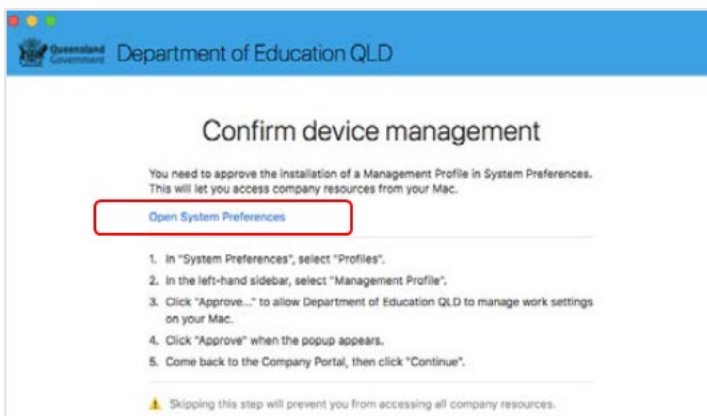 Queensland
Government
Department of Education QLD
Confirm device management
You need to approve the installation of a Management Profile in System Preferences.
This will let you access company resources from your Mac.
Open System Preferences
1. In "System Preferences", select "Profiles".
2. In the left-hand sidebar, select "Management Profile".
3. Click "Approve..." to allow Department of Education QLD to manage work settings
on your Mac.
4. Click "Approve" when the popup appears.
5. Come back to the Company Portal, then click "Continue".
Skipping this step will prevent you from accessing all company resources.